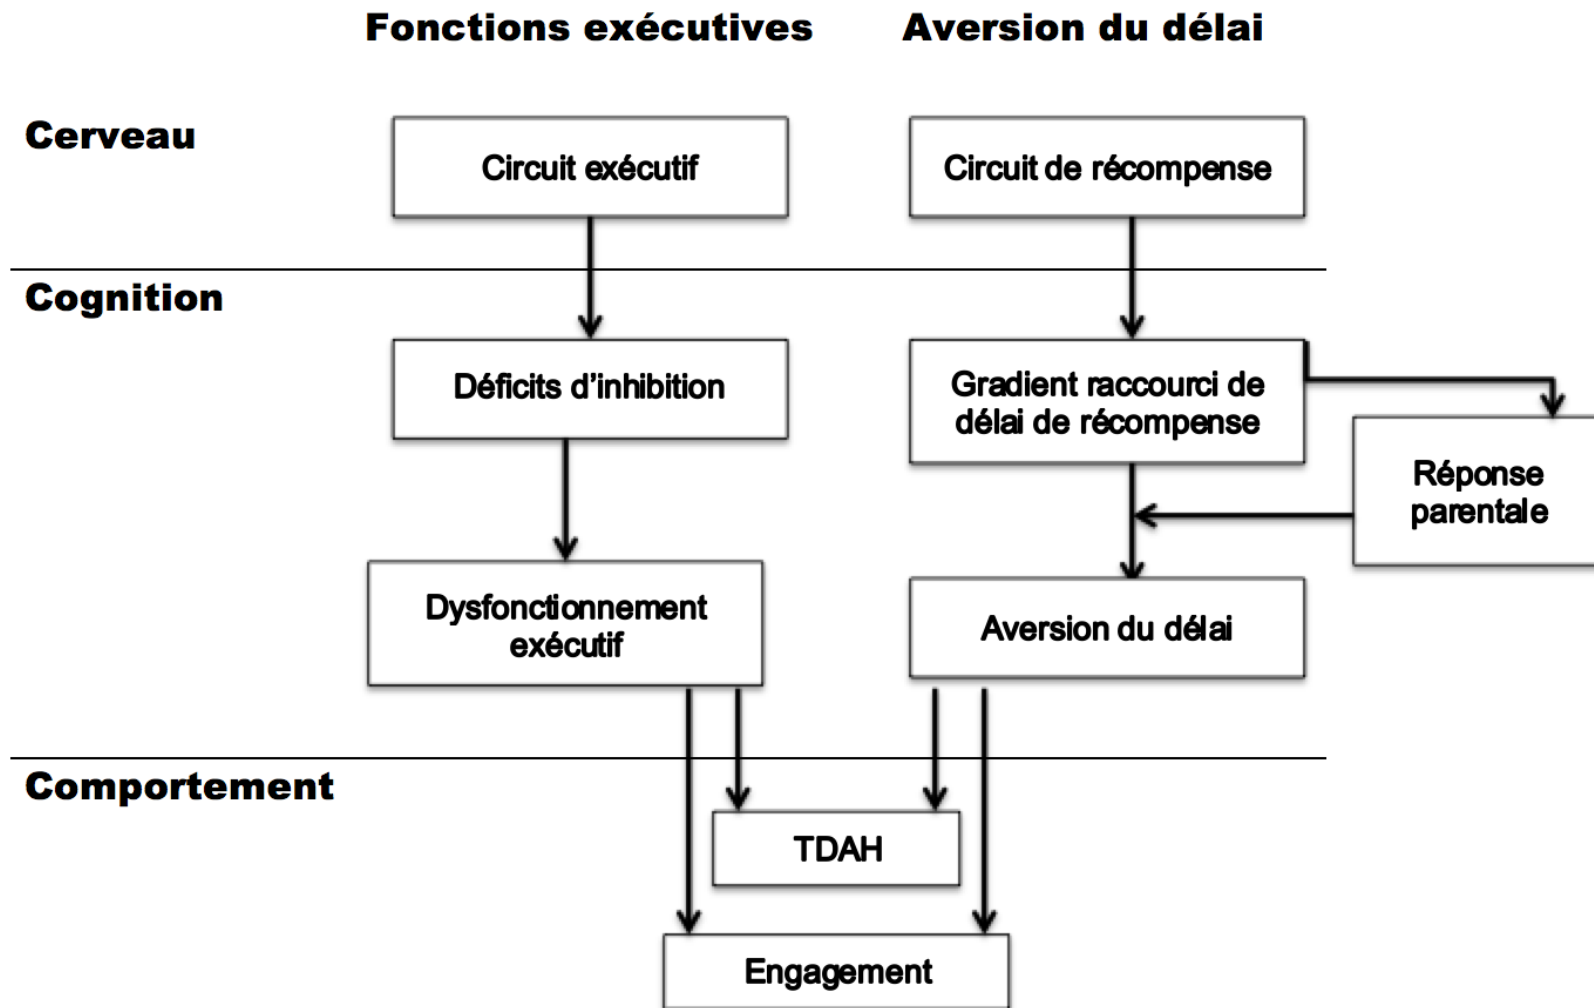 Fonctions exécutives
Aversion du délai
Cerveau
Circuit exécutif
Circuit de récompense
Cognition
Déficits d’inhibition
Gradient raccourci de
délai de récompense
Réponse
parentale
Dysfonctionnement
exécutif
Aversion du délai
Comportement
TDAH
Engagement